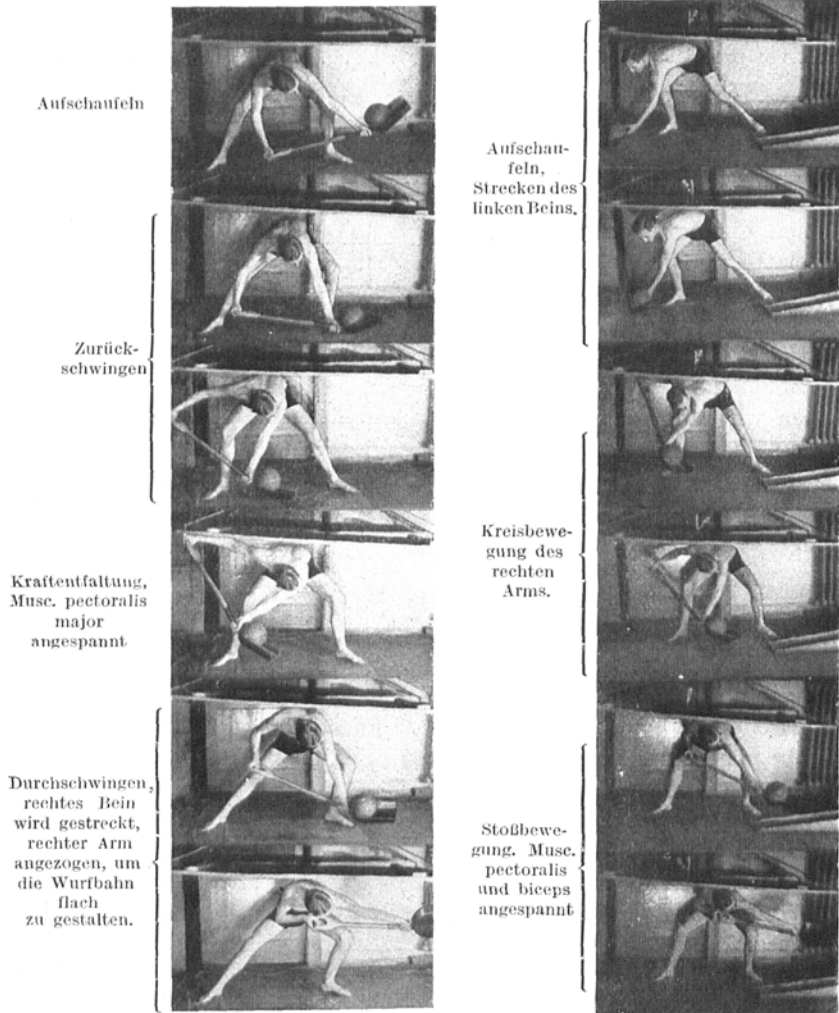 Aufschaufeln
Zurück-
schwingen
Kraftentfaltung,
Musc. pectoralis
major
angespannt
Durchschwingen,
rechtes Bein
wird gestreckt,
rechter Arm
angezogen, um
die Wurfbahn
flach
zu gestalten.
Aufschau-
feln,
Strecken des
linken Beins.
Kreisbewe-
gung des
rechten
Arms.
Stoßbewe-
gung. Musc.
pectoralis
und biceps
angespannt